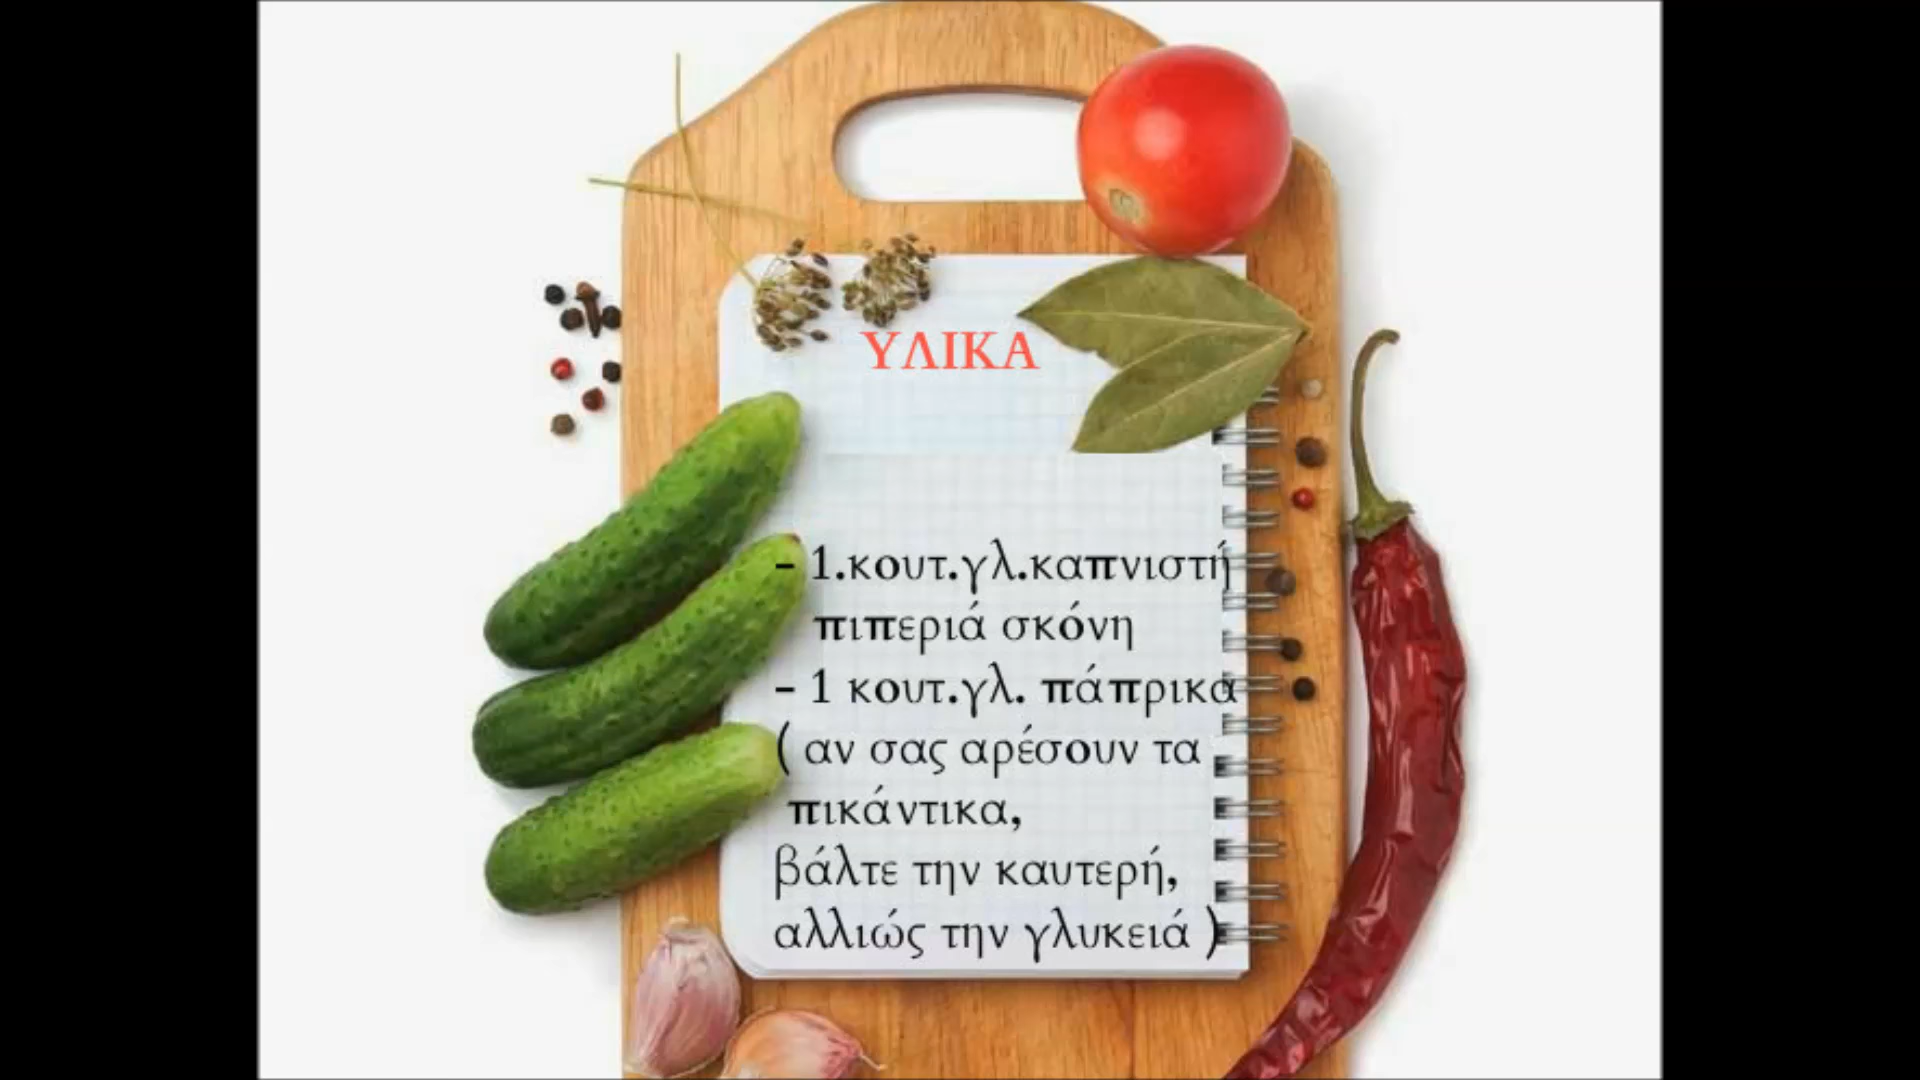 ΥΛΙΚΑ
- 1.κουτ.γλ.καπνιστή
πιπεριά σκόνη
- 1 κουτ.γλ. πάπρικα
( αν σας αρέσουν τα
πικάντικα,
βάλτε την καυτερή,
αλλιώς την γλυκειά )